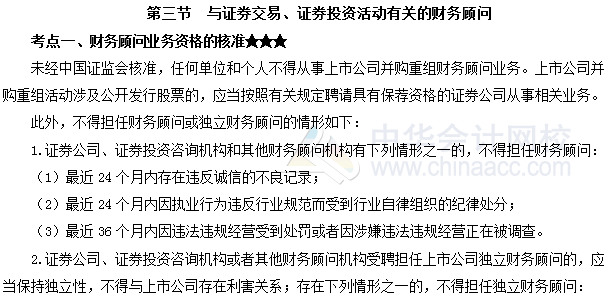 第三节 与证券交易、证券投资活动有关的财务顾问
考点一、财务顾问业务资格的核准★★★
未经中国证监会核准，任何单位和个人不得从事上市公司并购重组财务顾问业务。上市公司并
购重组活动涉及公开发行股票的，应当按照有关规定聘请具有保荐资格的证券公司从事相关业务。
此外，不得担任财务顾问或独立财务顾问的情形如下：
1.证券公司、证券投资咨询机构和其他财务顾问机构有下列情形之一的，不得担任财务顾问：
（1）最近 24 个月内存在违反诚信的不良记录；
（2）最近 24 个月内因执业行为违反行业规范而受到行业自律组织的纪律处分；
（3）最近 36 个月内因违法违规经营受到处罚或者因涉嫌违法违规经营正在被调查。
2.证券公司、证券投资咨询机构或者其他财务顾问机构受聘担任上市公司独立财务顾问的，应
当保持独立性，不得与上市公司存在利害关系；存在下列情形之一的，不得担任独立财务顾问：
中华会计网校
www.chinaacc.com